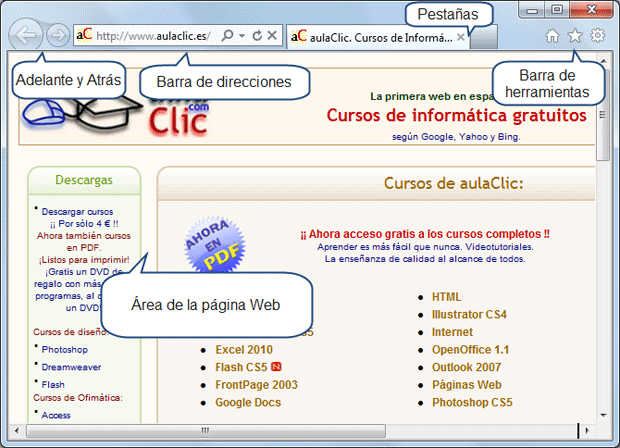 Pestañas
aC http://www.aulaclic.es/
aC aulaClic. Cursos de Informá...
Adelante y Atrás
Barra de direcciones
Barra de
herramientas
.com
Clic
La primera web en espa
Cursos de informática gratuitos
según Google, Yahoo y Bing.
Descargas
Descargar cursos
¡¡ Por sólo 4 € !!
Ahora también cursos
en PDF.
¡Listos para imprimir!
¡Gratis un DVD de
regalo con más
programas, al
un DVD
Cursos de diseño:
Photoshop
Dreamweaver
Flash
Cursos de Ofimática:
Access
Cursos de aulaClic:
AHORA
EN
PDF
¡¡ Ahora acceso gratis a los cursos completos !!
Aprender es más fácil que nunca. Videotutoriales.
La enseñanza de calidad al alcance de todos.
Área de la página Web
Excel 2010
Flash CS5 N
FrontPage 2003
Google Docs
HTML
Illustrator CS4
Internet
OpenOffice 1.1
Outlook 2007
Páginas Web
Photoshop CS5